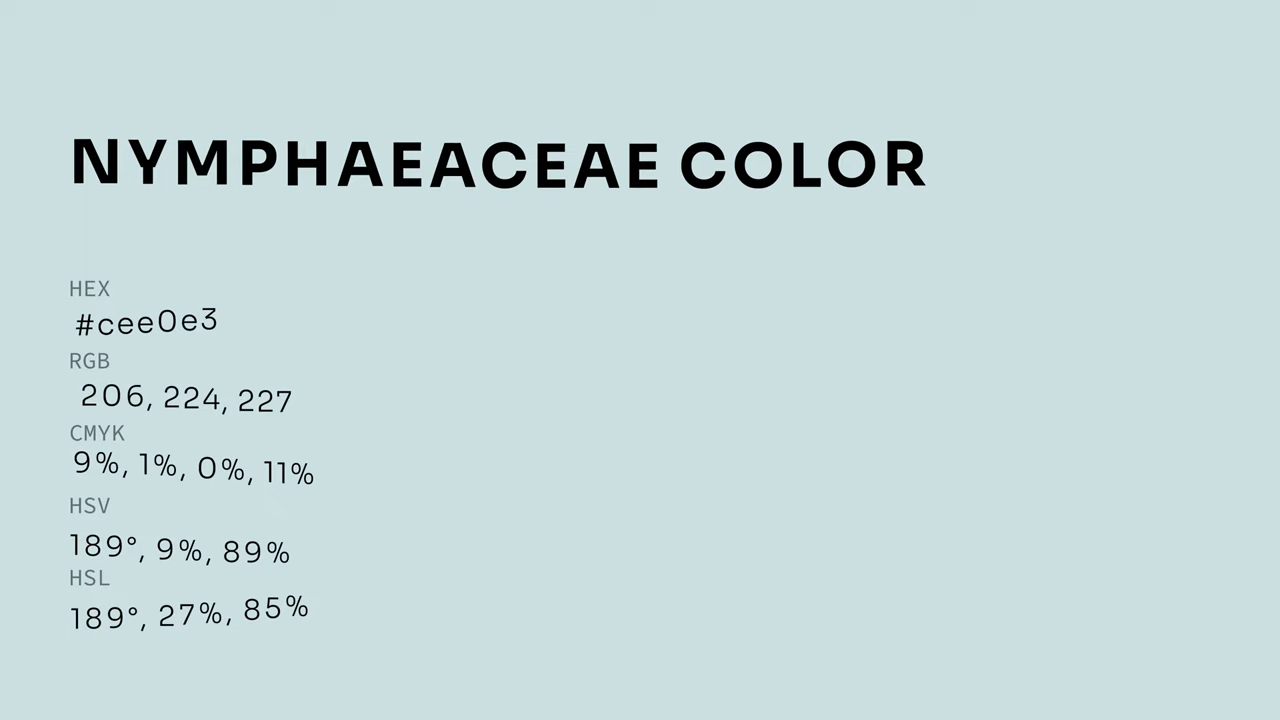 NYMPHAEACEAE COLOR
HEX
#cee0e3
RGB
206, 224, 227
CMYK
9%, 1%, 0%, 11%
HSV
189°, 9%, 89%
HSL
189°, 27%, 85%